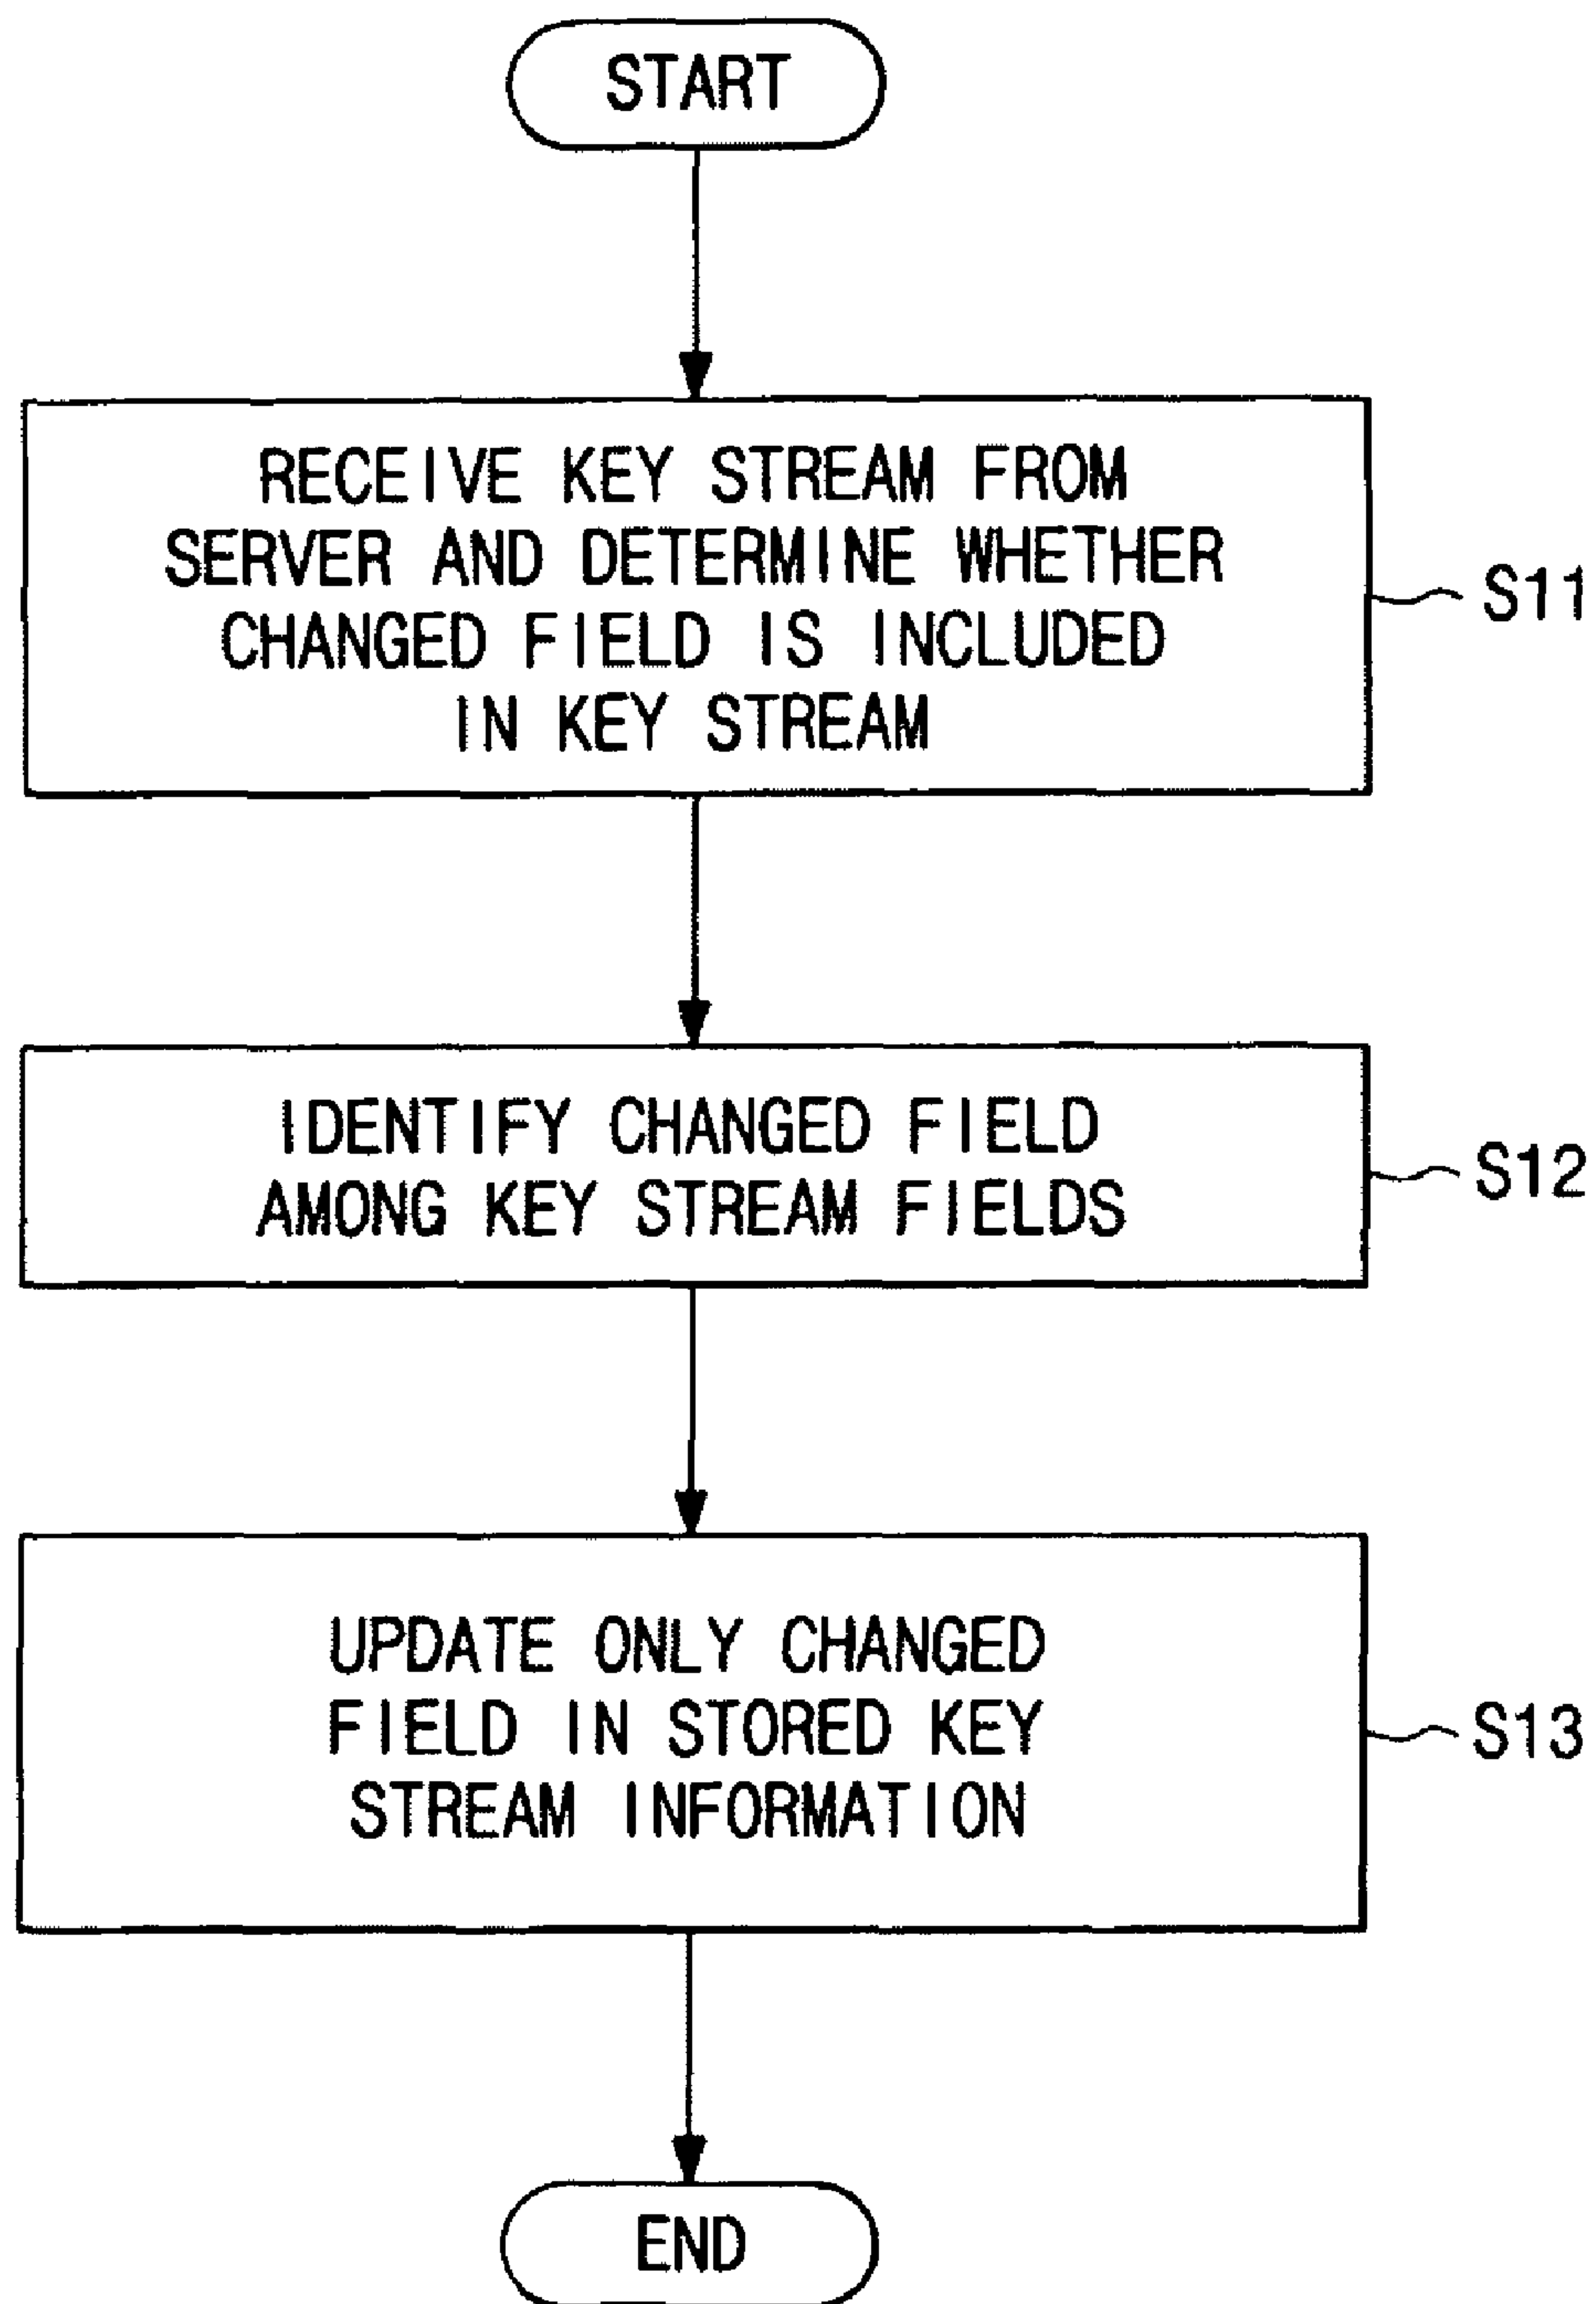 START
RECEIVE KEY STREAM FROM
SERVER AND DETERMINE WHETHER
CHANGED FIELD IS INCLUDED
IN KEY STREAM
S11
IDENTIFY CHANGED FIELD
AMONG KEY STREAM FIELDS
S12
UPDATE ONLY CHANGED
FIELD IN STORED KEY
STREAM INFORMATION
S13
END